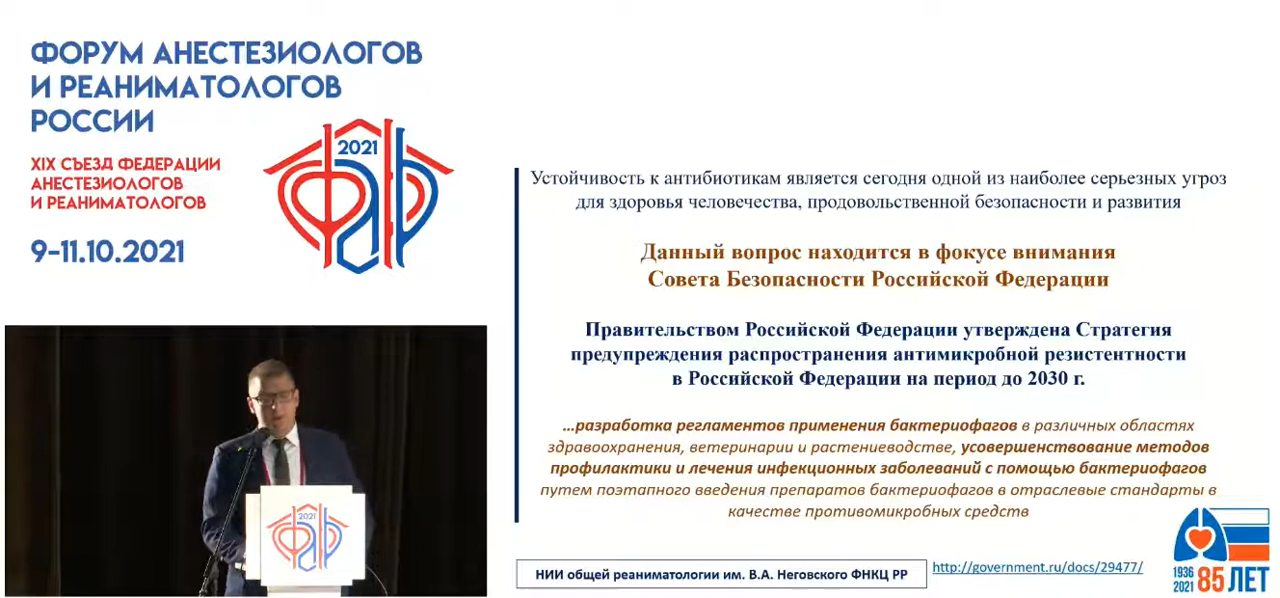 ФОРУМ АНЕСТЕЗИОЛОГОВ
И РЕАНИМАТОЛОГОВ
РОССИИ
XIX СЪЕЗД ФЕДЕРАЦИИ
АНЕСТЕЗИОЛОГОВ
И РЕАНИМАТОЛОГОВ
9-11.10.2021
2021
ФАР
2021
ФАР
Устойчивость к антибиотикам является сегодня одной из наиболее серьезных угроз
для здоровья человечества, продовольственной безопасности и развития
Данный вопрос находится в фокусе внимания
Совета Безопасности Российской Федерации
Правительством Российской Федерации утверждена Стратегия
предупреждения распространения антимикробной резистентности
в Российской Федерации на период до 2030 г.
…разработка регламентов применения бактериофагов в различных областях
здравоохранения, ветеринарии и растениеводстве, усовершенствование методов
профилактики и лечения инфекционных заболеваний с помощью бактериофагов
путем поэтапного введения препаратов бактериофагов в отраслевые стандарты в
качестве противомикробных средств
НИИ общей реаниматологии им. В.А. Неговского ФНКЦ РР
http://government.ru/docs/29477/
1936
2021
85 ЛЕТ